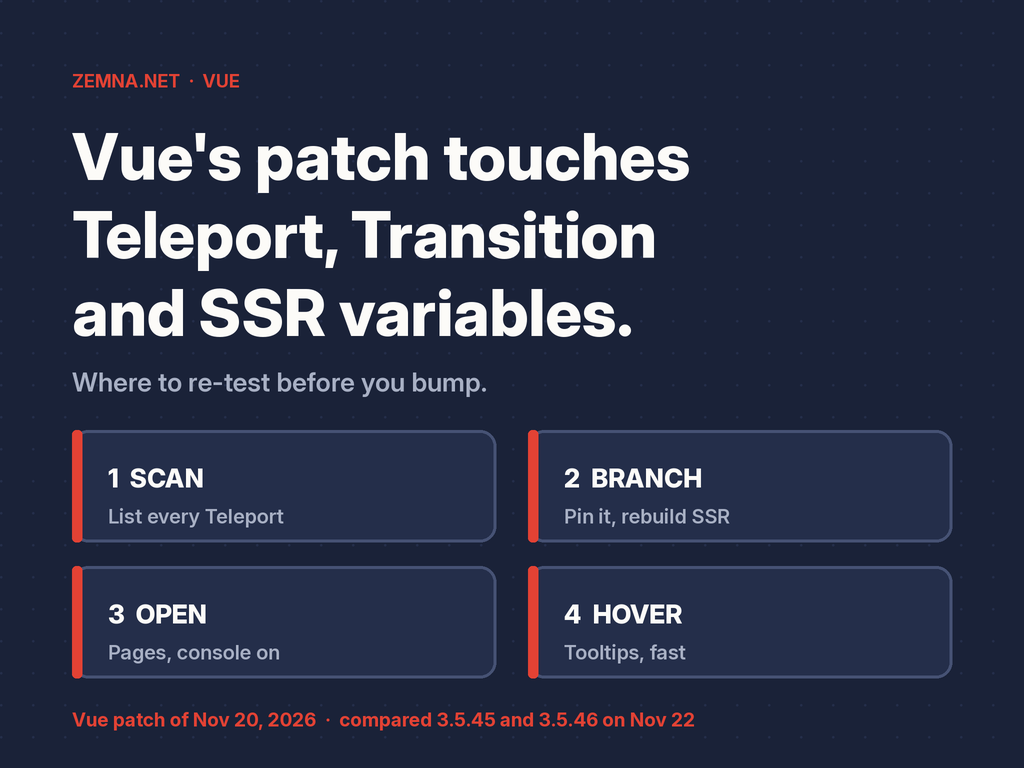 ZEMNA.NET · VUE
Vue's patch touches
Teleport, Transition
and SSR variables.
Where to re-test before you bump.
1 SCAN
List every Teleport
2 BRANCH
Pin it, rebuild SSR
3 OPEN
Pages, console on
4 HOVER
Tooltips, fast
Vue patch of Nov 20, 2026 · compared 3.5.45 and 3.5.46 on Nov 22